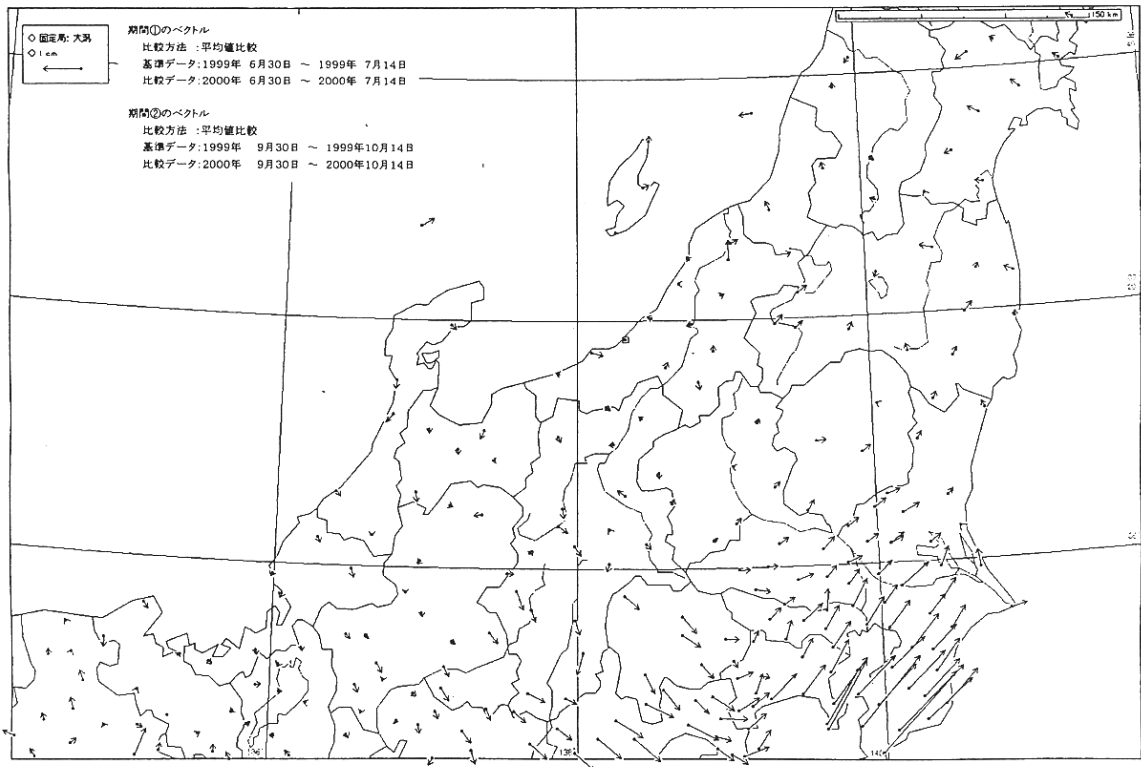 固定局: 大潟
1 cm
期間①のベクトル
比較方法 :平均値比較
基準データ:1999年 6月30日 ~ 1999年 7月14日
比較データ:2000年 6月30日 ~ 2000年 7月14日
期間②のベクトル
比較方法 :平均値比較
基準データ:1999年 9月30日 ~ 1999年10月14日
比較データ:2000年 9月30日 ~ 2000年10月14日
150 km
136°
138°
140°